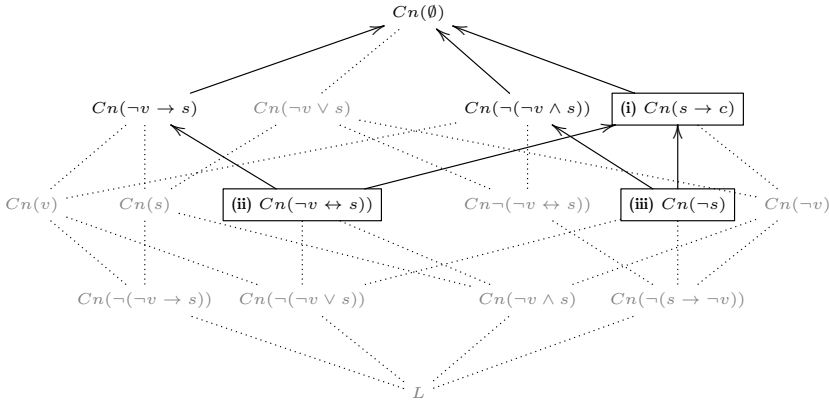 Cn(∅)
Cn(¬v → s) Cn(¬v ∨ s) Cn(¬(¬v ∧ s)) (i) Cn(s → c)
Cn(v) Cn(s) (ii) Cn(¬v ↔ s)) Cn¬(¬v ↔ s)) (iii) Cn(¬s) Cn(¬v)
Cn(¬(¬v → s)) Cn(¬(¬v ∨ s)) Cn(¬v ∧ s) Cn(¬(s → ¬v))
L